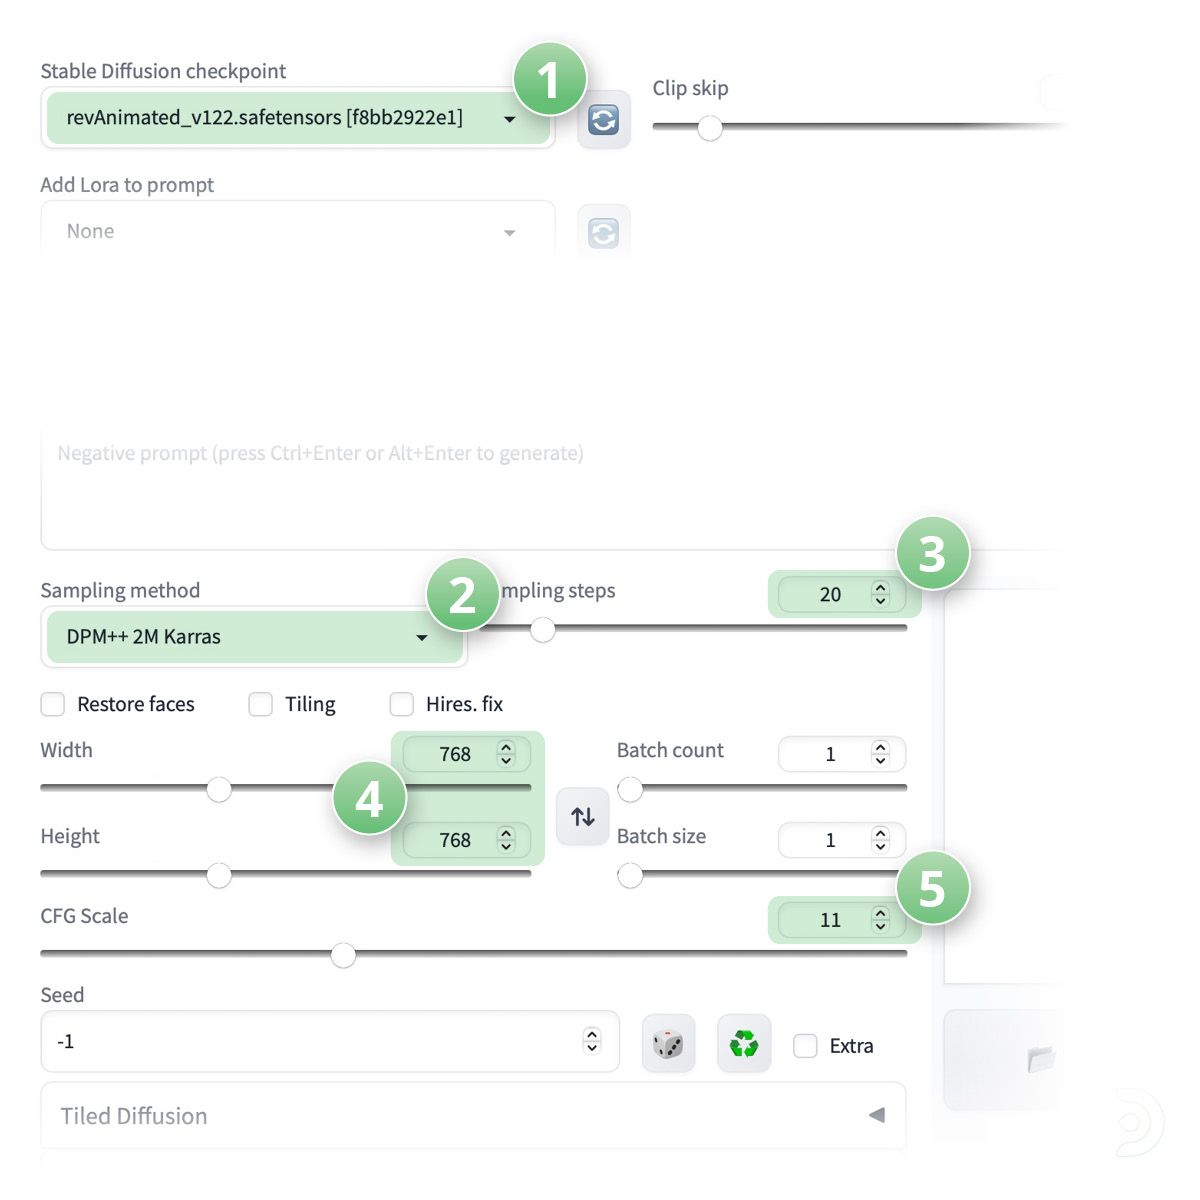 Stable Diffusion checkpoint
1
revAnimated_v122.safetensors [f8bb2922e1]
Clip skip
Add Lora to prompt
None
Negative prompt (press Ctrl+Enter or Alt+Enter to generate)
Sampling method
2
mpling steps
20
3
DPM++ 2M Karras
Restore faces
Tiling
Hires. fix
Width
768
Batch count
1
4
Height
768
Batch size
1
5
CFG Scale
11
Seed
-1
Extra
Tiled Diffusion